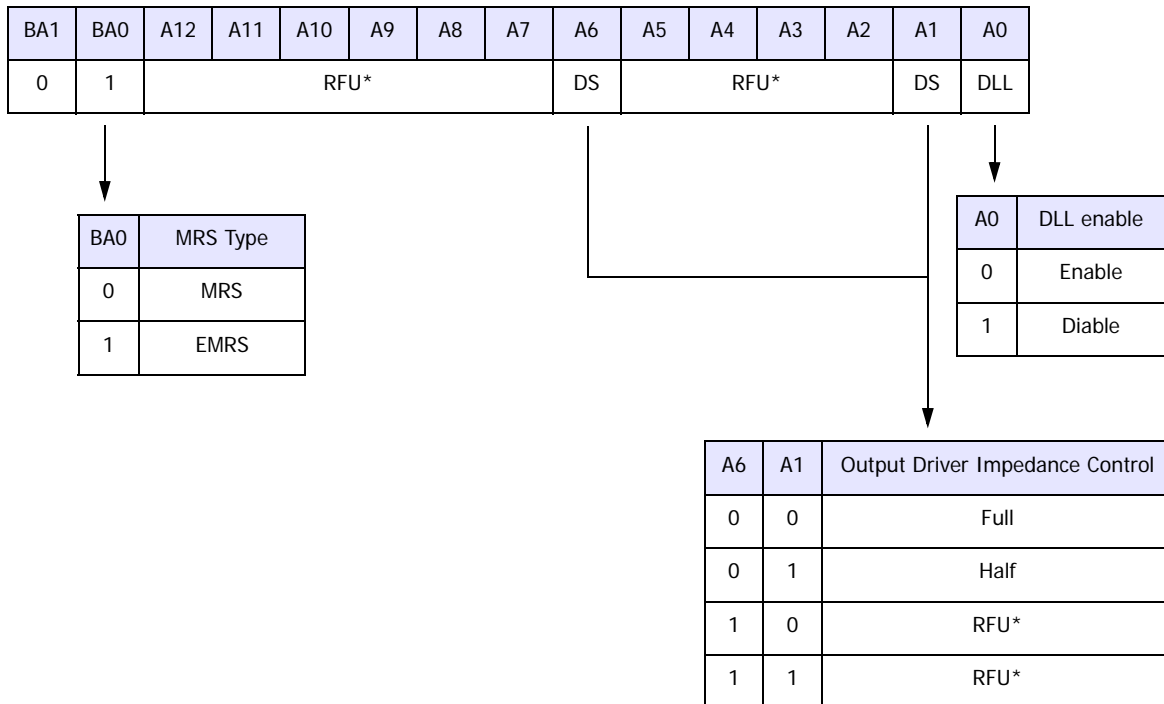 BA1 BA0 A12 A11 A10 A9 A8 A7 A6 A5 A4 A3 A2 A1 A0
0 1 RFU* DS RFU* DS DLL
BA0 MRS Type
0 MRS
1 EMRS
A0 DLL enable
0 Enable
1 Diable
A6 A1 Output Driver Impedance Control
0 0 Full
0 1 Half
1 0 RFU*
1 1 RFU*